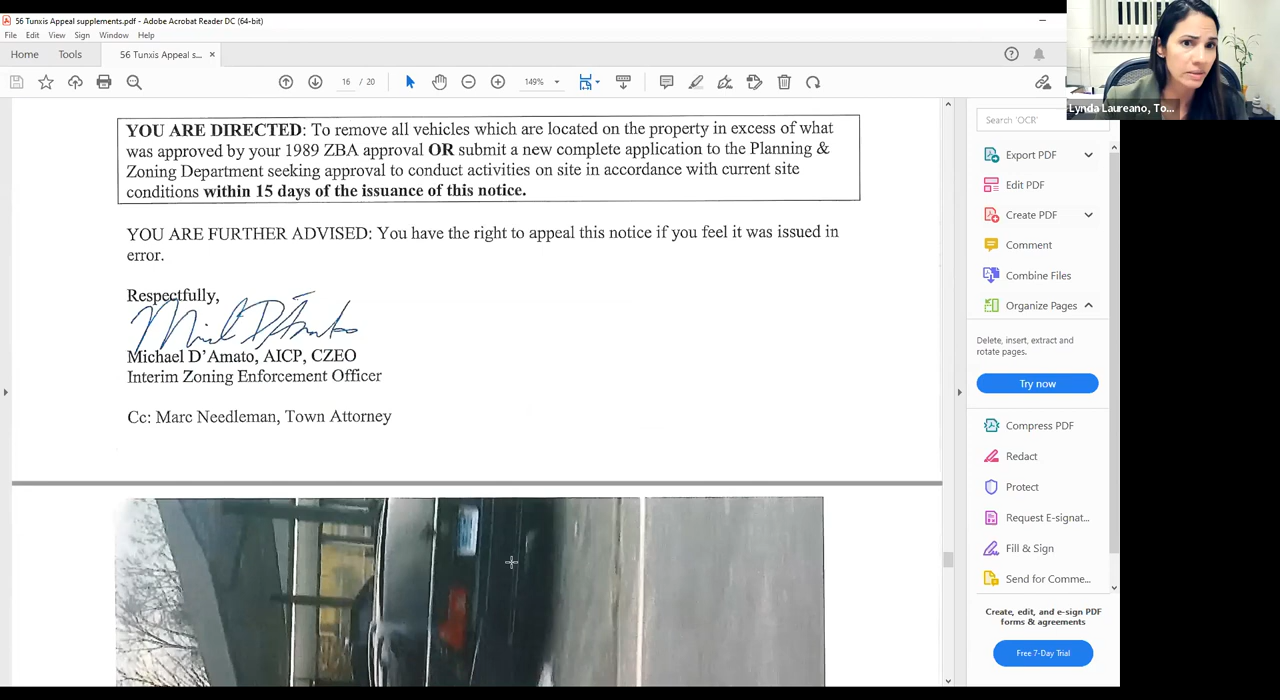 56 Tunxis Appeal supplements.pdf - Adobe Acrobat Reader DC (64-bit)
File Edit View Sign Window Help
Home Tools 56 Tunxis Appeal s... ×
16 / 20 149%
YOU ARE DIRECTED: To remove all vehicles which are located on the property in excess of what
was approved by your 1989 ZBA approval OR submit a new complete application to the Planning &
Zoning Department seeking approval to conduct activities on site in accordance with current site
conditions within 15 days of the issuance of this notice.
YOU ARE FURTHER ADVISED: You have the right to appeal this notice if you feel it was issued in
error.
Respectfully,
Michael D'Amato
Michael D'Amato, AICP, CZEO
Interim Zoning Enforcement Officer
Cc: Marc Needleman, Town Attorney
Lynda Laureano, To...
Search 'OCR'
Export PDF
Edit PDF
Create PDF
Comment
Combine Files
Organize Pages
Delete, insert, extract and
rotate pages.
Try now
Compress PDF
Redact
Protect
Request E-signat...
Fill & Sign
Send for Comme...
Create, edit, and e-sign PDF
forms & agreements
Free 7-Day Trial